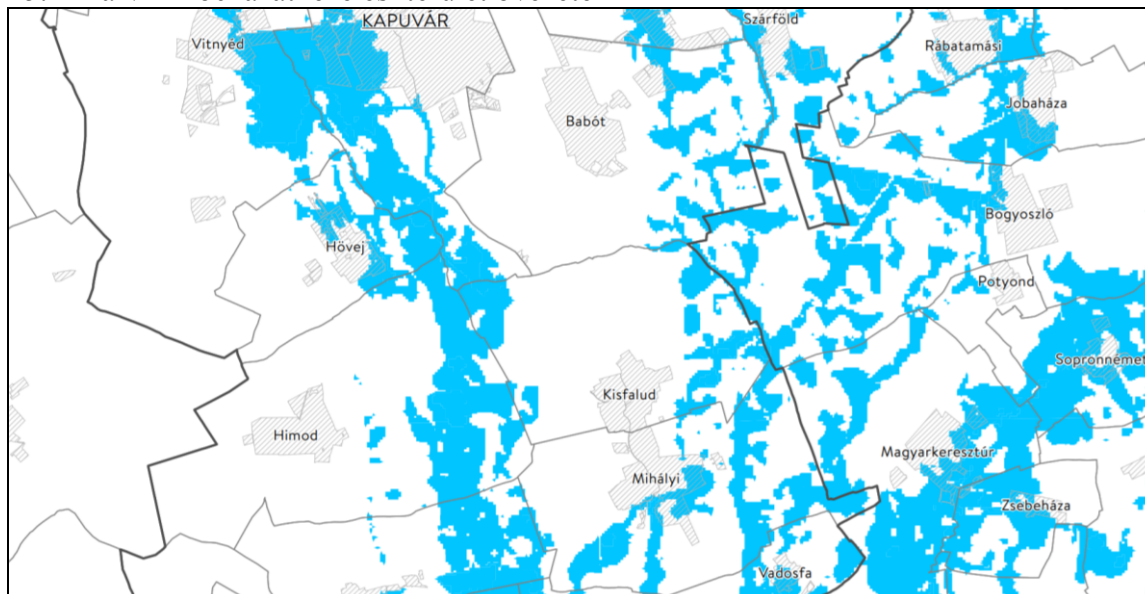 KAPUVÁR
Szárföld
Vitnyéd
Rábatamási
Jobaháza
Babót
Bogyoszló
Hövej
Potyond
Sopronnémet
Kisfalud
Himod
Magyarkeresztúr
Mihályi
Zsebeháza
Vadosfa